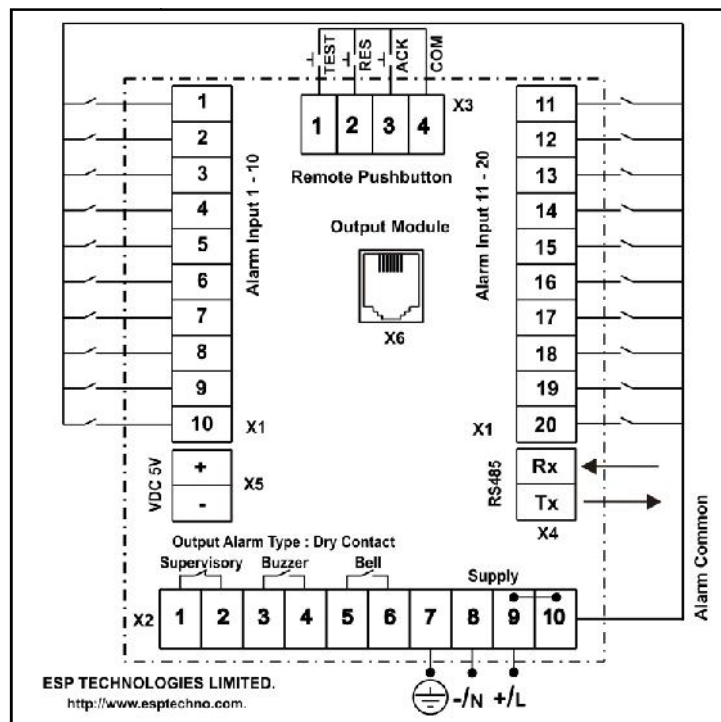 TEST
RES
ACK
COM
1 2 3 4
X3
Remote Pushbutton
1
2
3
4
5
6
7
8
9
10
Alarm Input 1 - 10
X1
Output Module
X6
Alarm Input 11 - 20
11
12
13
14
15
16
17
18
19
20
X1
VDC 5V
+
-
X5
RS485
Rx
Tx
X4
Alarm Common
Output Alarm Type : Dry Contact
Supervisory Buzzer Bell Supply
X2 1 2 3 4 5 6 7 8 9 10
-/N +/L
ESP TECHNOLOGIES LIMITED.
http://www.esptechno.com.